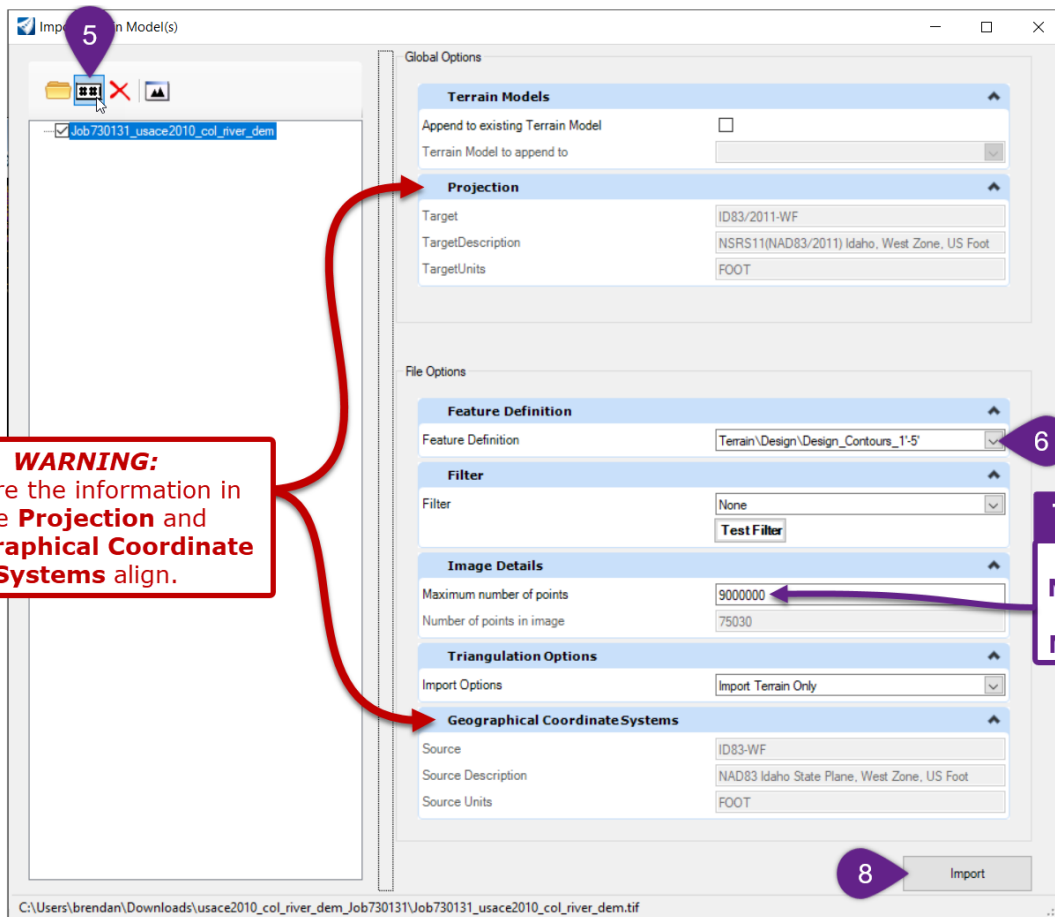 Imp
n Model(s)
5
Global Options
Terrain Models
Append to existing Terrain Model
Terrain Model to append to
Job730131_usace2010_col_river_dem
Projection
Target
ID83/2011-WF
TargetDescription
NSRS11(NAD83/2011) Idaho, West Zone, US Foot
TargetUnits
FOOT
File Options
Feature Definition
Feature Definition
Terrain\Design\Design_Contours_1'-5'
6
WARNING:
re the information in
e Projection and
raphical Coordinate
Systems align.
Filter
Filter
None
Test Filter
Image Details
Maximum number of points
9000000
Number of points in image
75030
Triangulation Options
Import Options
Import Terrain Only
Geographical Coordinate Systems
Source
ID83-WF
Source Description
NAD83 Idaho State Plane, West Zone, US Foot
Source Units
FOOT
8
Import
C:\Users\brendan\Downloads\usace2010_col_river_dem_Job730131\Job730131_usace2010_col_river_dem.tif